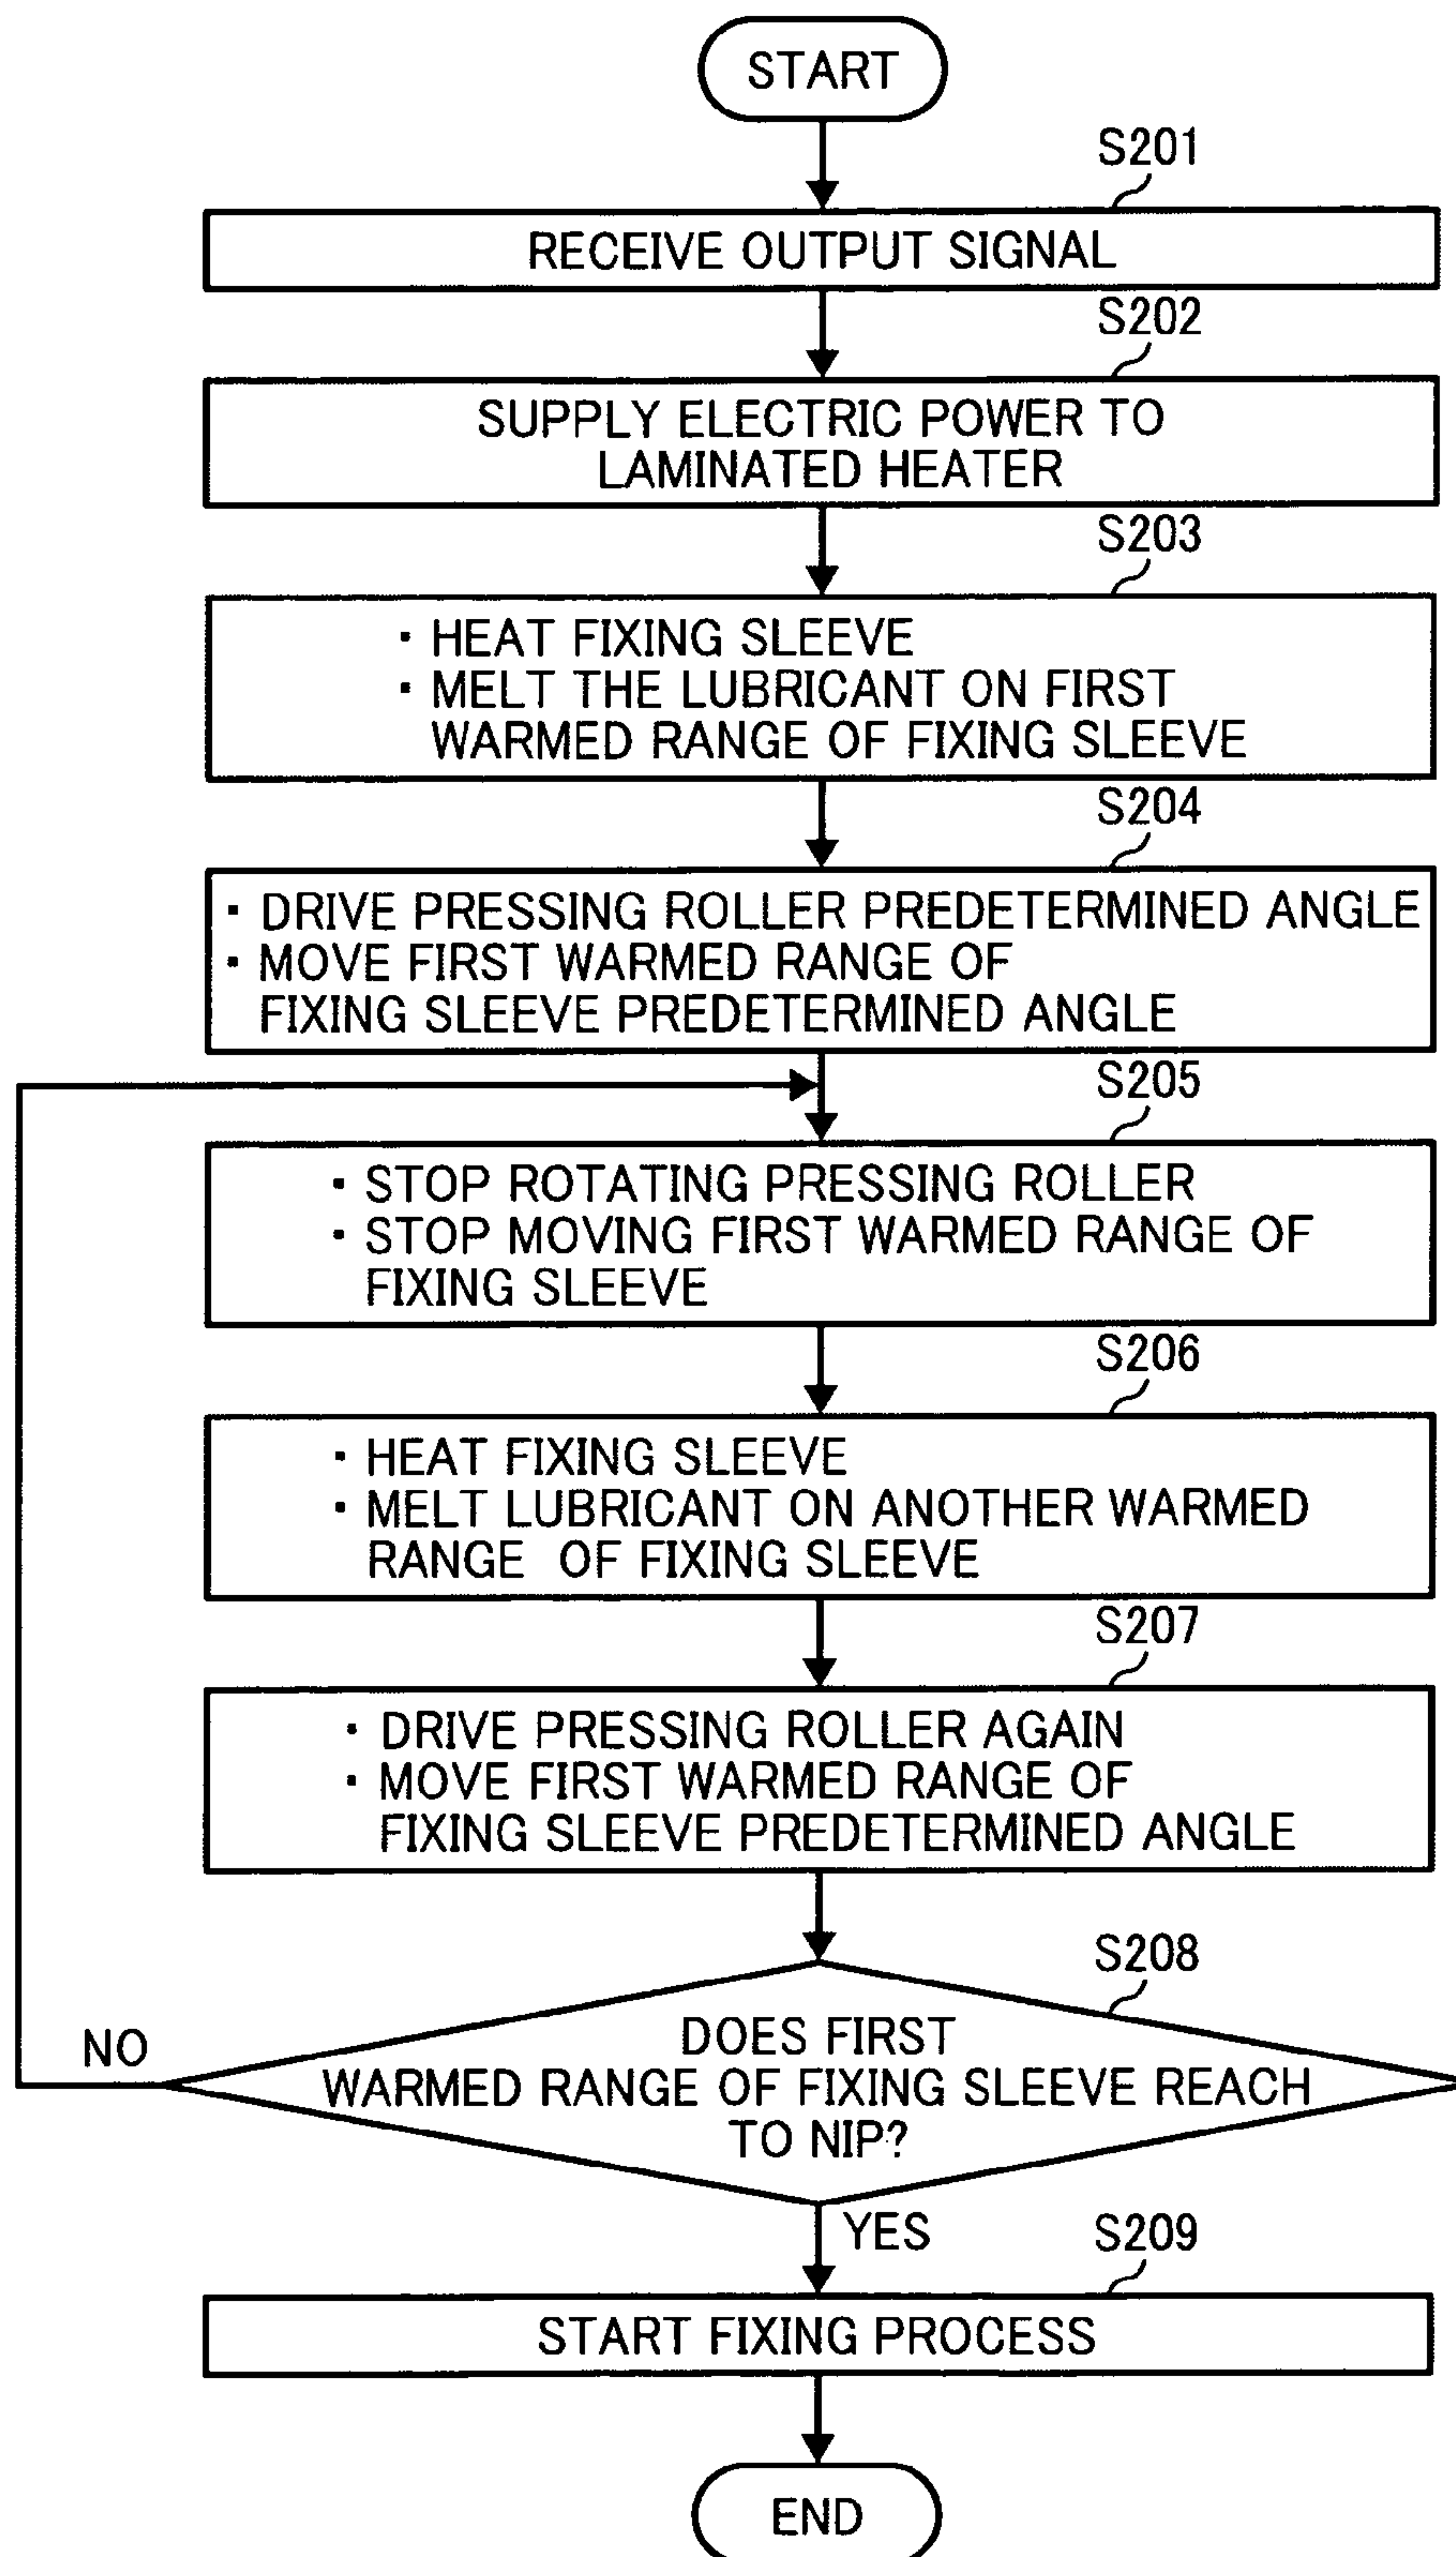 START
S201
RECEIVE OUTPUT SIGNAL
S202
SUPPLY ELECTRIC POWER TO
LAMINATED HEATER
S203
・HEAT FIXING SLEEVE
・MELT THE LUBRICANT ON FIRST
WARMED RANGE OF FIXING SLEEVE
S204
・DRIVE PRESSING ROLLER PREDETERMINED ANGLE
・MOVE FIRST WARMED RANGE OF
FIXING SLEEVE PREDETERMINED ANGLE
S205
・STOP ROTATING PRESSING ROLLER
・STOP MOVING FIRST WARMED RANGE OF
FIXING SLEEVE
S206
・HEAT FIXING SLEEVE
・MELT LUBRICANT ON ANOTHER WARMED
RANGE OF FIXING SLEEVE
S207
・DRIVE PRESSING ROLLER AGAIN
・MOVE FIRST WARMED RANGE OF
FIXING SLEEVE PREDETERMINED ANGLE
S208
NO
DOES FIRST
WARMED RANGE OF FIXING SLEEVE REACH
TO NIP?
YES
S209
START FIXING PROCESS
END